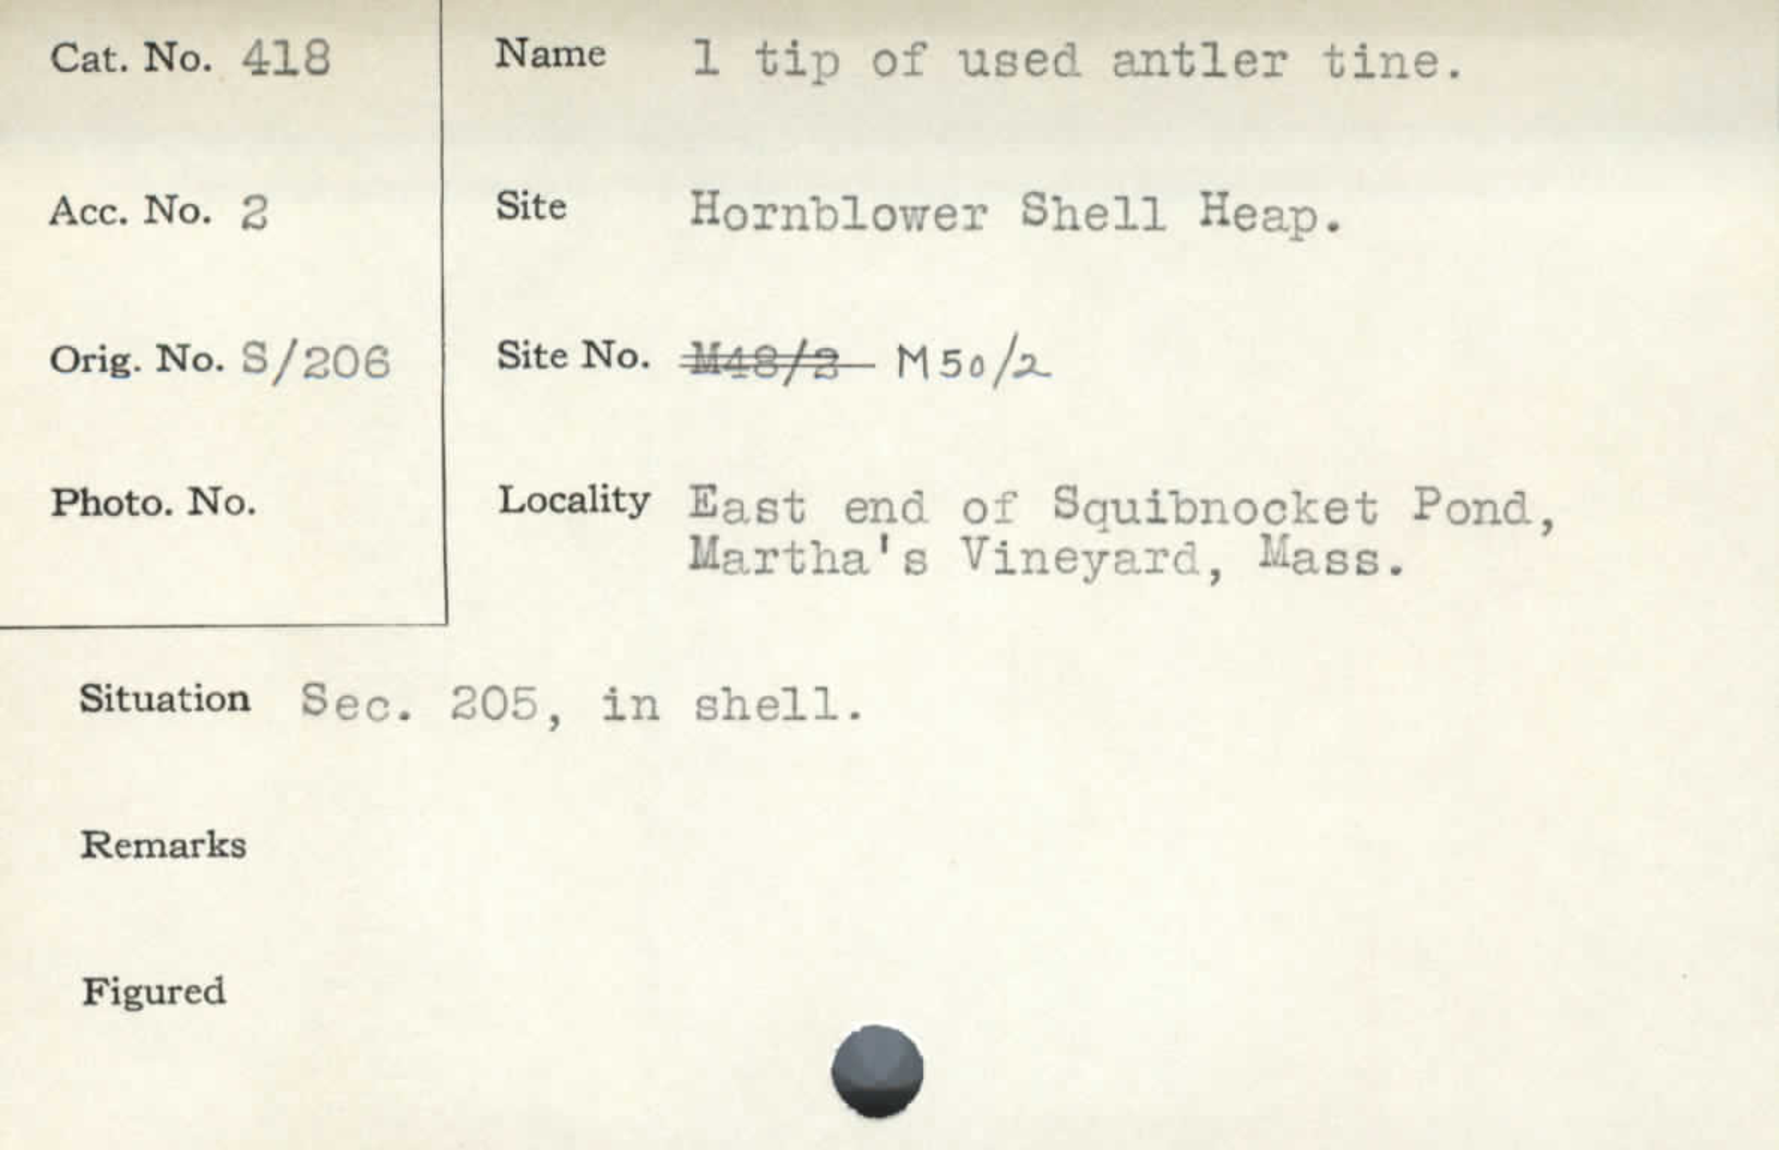 Cat. No. 418
Name 1 tip of used antler tine.
Acc. No. 2
Site Hornblower Shell Heap.
Orig. No. S/206
Site No. M48/2 M50/2
Photo. No.
Locality East end of Squibnocket Pond,
Martha's Vineyard, Mass.
Situation Sec. 205, in shell.
Remarks
Figured